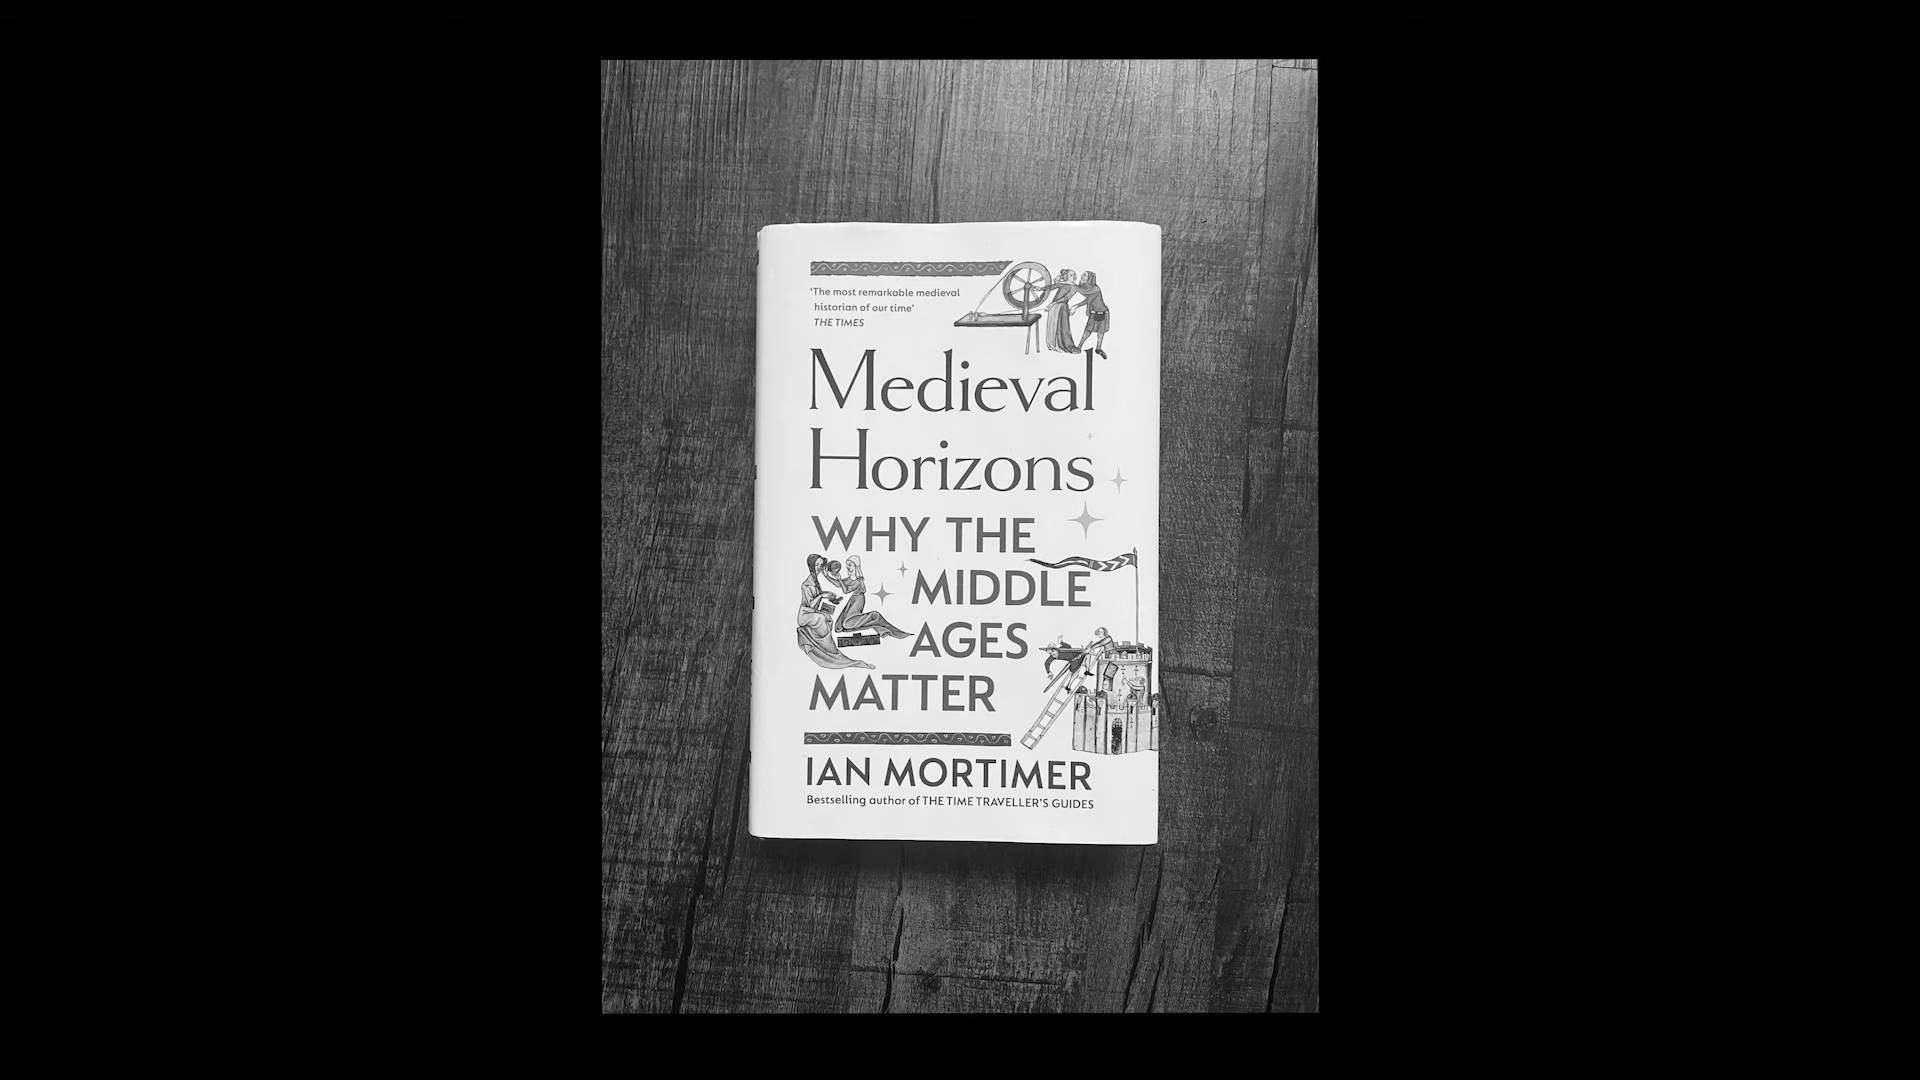 ‘The most remarkable medieval
historian of our time’
THE TIMES
Medieval
Horizons
WHY THE
MIDDLE
AGES
MATTER
IAN MORTIMER
Bestselling author of THE TIME TRAVELLER’S GUIDES